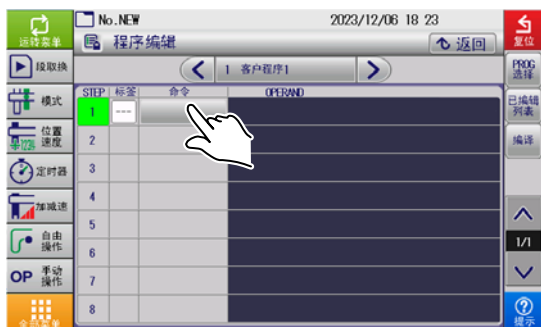 运转菜单
No.NEW
2023/12/06 18 23
复位
程序编辑
返回
段取换
1 客户程序1
PROG
选择
STEP 标签 命令 OPERAND
模式
1 ---
已编辑
列表
位置
速度
2
编译
定时器
3
加减速
4
自由
操作
5
1/1
6
OP 手动
操作
7
8
全部菜单
提示